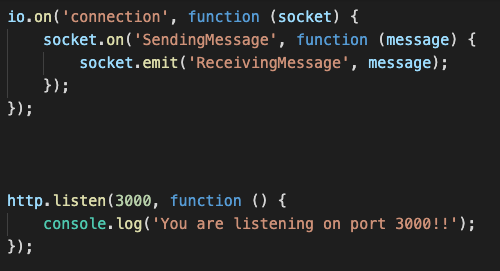 io.on('connection', function (socket) {
    socket.on('SendingMessage', function (message) {
        socket.emit('ReceivingMessage', message);
    });
});
http.listen(3000, function () {
    console.log('You are listening on port 3000!!');
});